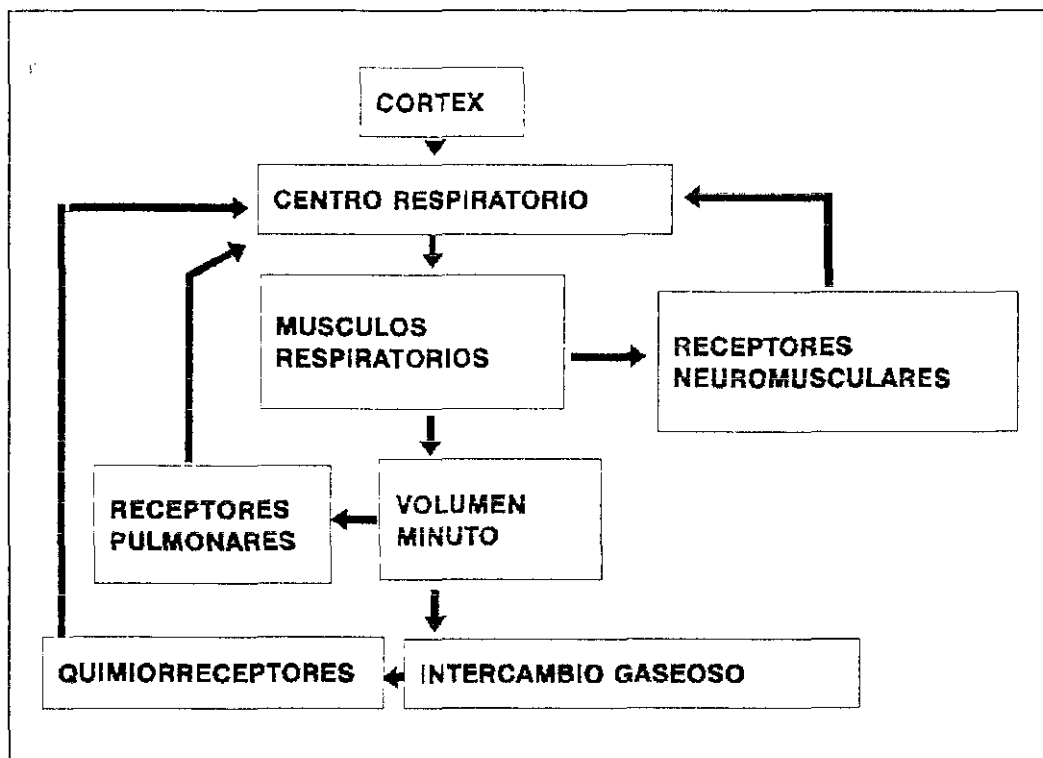 CORTEX
CENTRO RESPIRATORIO
MUSCULOS
RESPIRATORIOS
RECEPTORES
NEUROMUSCULARES
RECEPTORES
PULMONARES
VOLUMEN
MINUTO
QUIMIORRECEPTORES
INTERCAMBIO GASEOSO